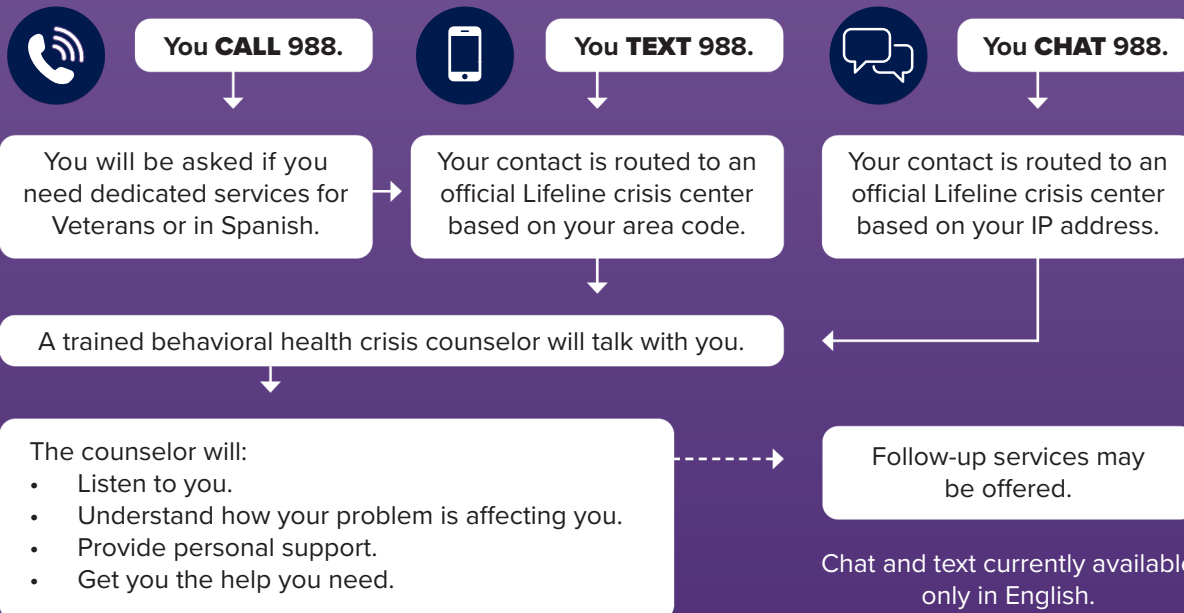 You CALL 988.
You TEXT 988.
You CHAT 988.
You will be asked if you
need dedicated services for
Veterans or in Spanish.
Your contact is routed to an
official Lifeline crisis center
based on your area code.
Your contact is routed to an
official Lifeline crisis center
based on your IP address.
A trained behavioral health crisis counselor will talk with you.
The counselor will:
• Listen to you.
• Understand how your problem is affecting you.
• Provide personal support.
• Get you the help you need.
Follow-up services may
be offered.
Chat and text currently available
only in English.